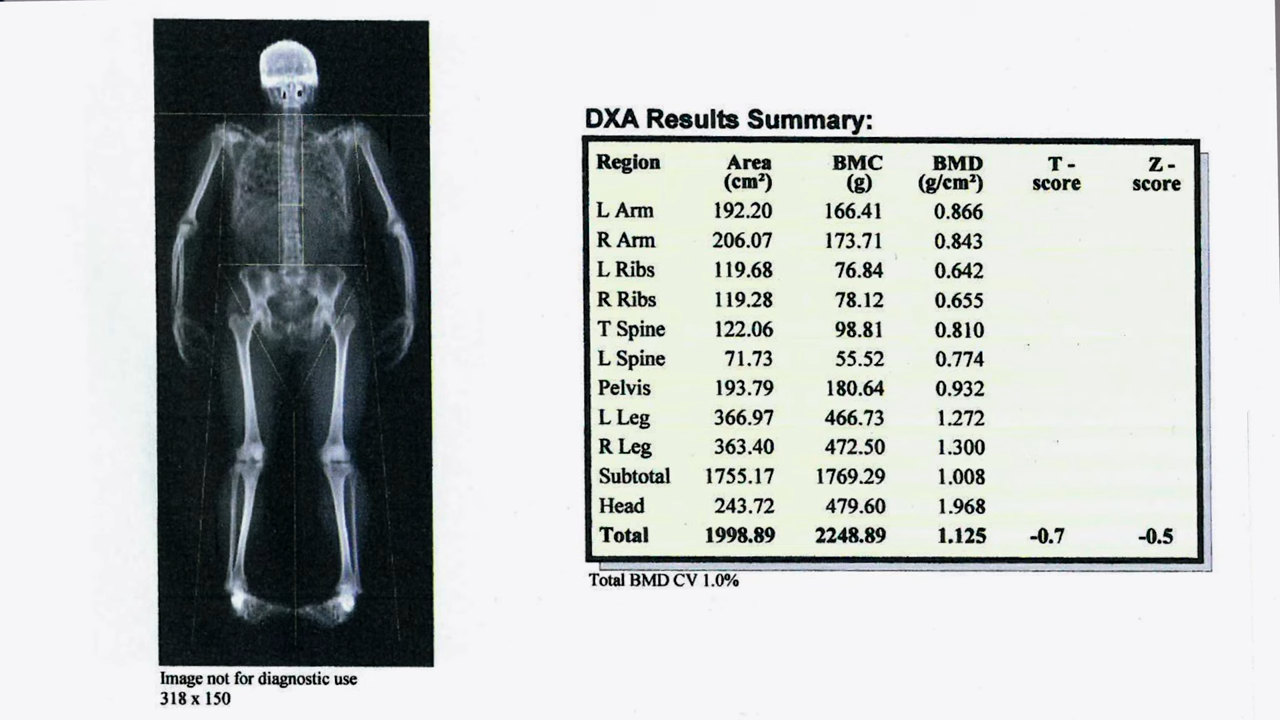 DXA Results Summary:
Region Area (cm²) BMC (g) BMD (g/cm²) T - score Z - score
L Arm 192.20 166.41 0.866
R Arm 206.07 173.71 0.843
L Ribs 119.68 76.84 0.642
R Ribs 119.28 78.12 0.655
T Spine 122.06 98.81 0.810
L Spine 71.73 55.52 0.774
Pelvis 193.79 180.64 0.932
L Leg 366.97 466.73 1.272
R Leg 363.40 472.50 1.300
Subtotal 1755.17 1769.29 1.008
Head 243.72 479.60 1.968
Total 1998.89 2248.89 1.125 -0.7 -0.5
Total BMD CV 1.0%
Image not for diagnostic use
318 x 150